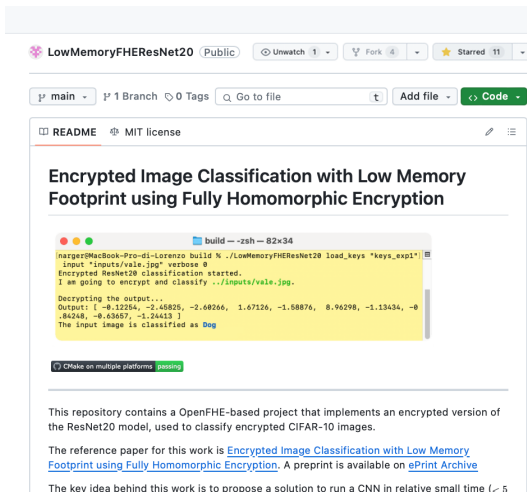 LowMemoryFHEResNet20 Public Unwatch 1 Fork 4 Starred 11
main 1 Branch 0 Tags Go to file t Add file Code
README MIT license
Encrypted Image Classification with Low Memory
Footprint using Fully Homomorphic Encryption
build — -zsh — 82×34
narger@MacBook-Pro-di-Lorenzo build % ./LowMemoryFHEResNet20 load_keys "keys_exp1"
input "inputs/vale.jpg" verbose 0
Encrypted ResNet20 classification started.
I am going to encrypt and classify ../inputs/vale.jpg.
Decrypting the output...
Output: [ -0.12254, -2.45825, -2.60266, 1.67126, -1.58876, 8.96298, -1.13434, -0
.84248, -0.63657, -1.24413 ]
The input image is classified as Dog
CMake on multiple platforms passing
This repository contains a OpenFHE-based project that implements an encrypted version of
the ResNet20 model, used to classify encrypted CIFAR-10 images.
The reference paper for this work is Encrypted Image Classification with Low Memory
Footprint using Fully Homomorphic Encryption. A preprint is available on ePrint Archive
The key idea behind this work is to propose a solution to run a CNN in relative small time (< 5